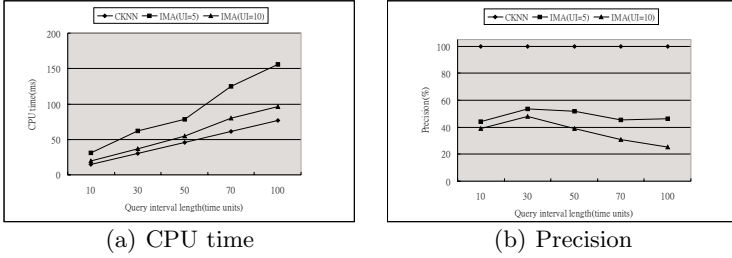 CKNN IMA(UI=5) IMA(UI=10)
200
150
100
50
0
CPU time(ms)
10 30 50 70 100
Query interval length(time units)
(a) CPU time
CKNN IMA(UI=5) IMA(UI=10)
100
80
60
40
20
0
Precision(%)
10 30 50 70 100
Query interval length(time units)
(b) Precision